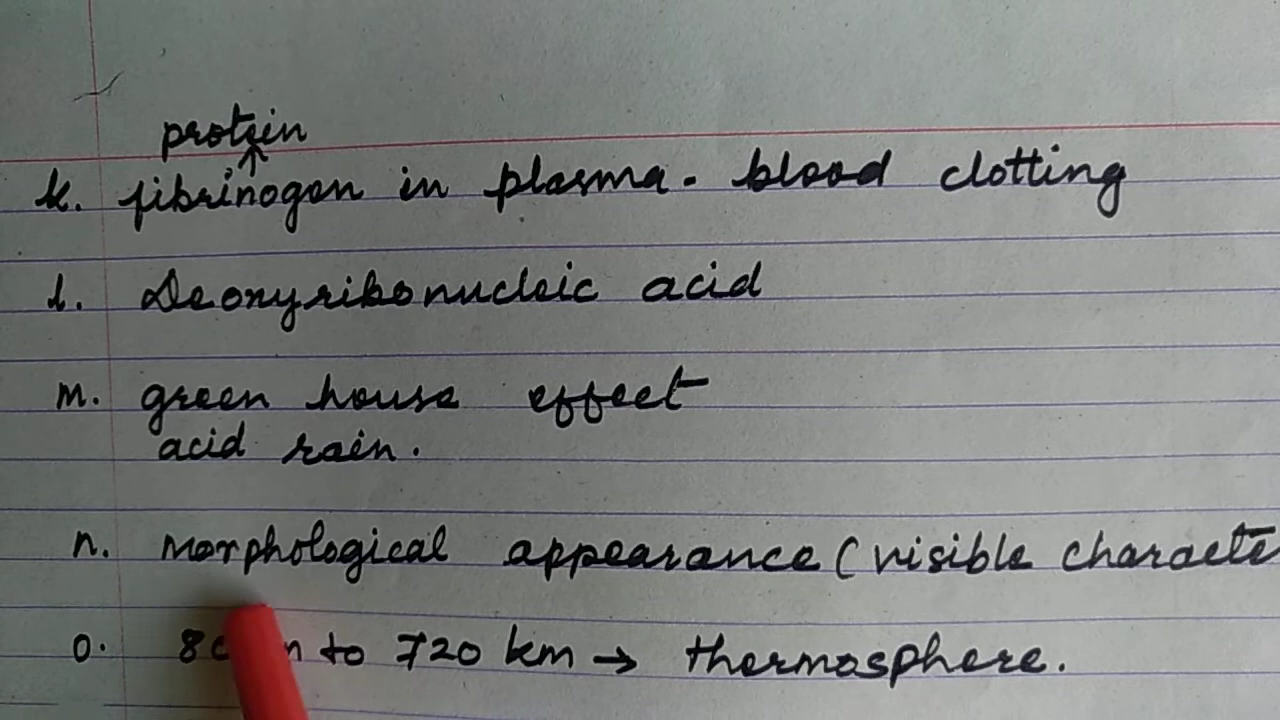 protein
k. fibrinogen in plasma. blood clotting
l. Deoxyribonucleic acid
m. green house effect
acid rain.
n. Morphological appearance (visible characte
o. to 720 km → thermosphere.